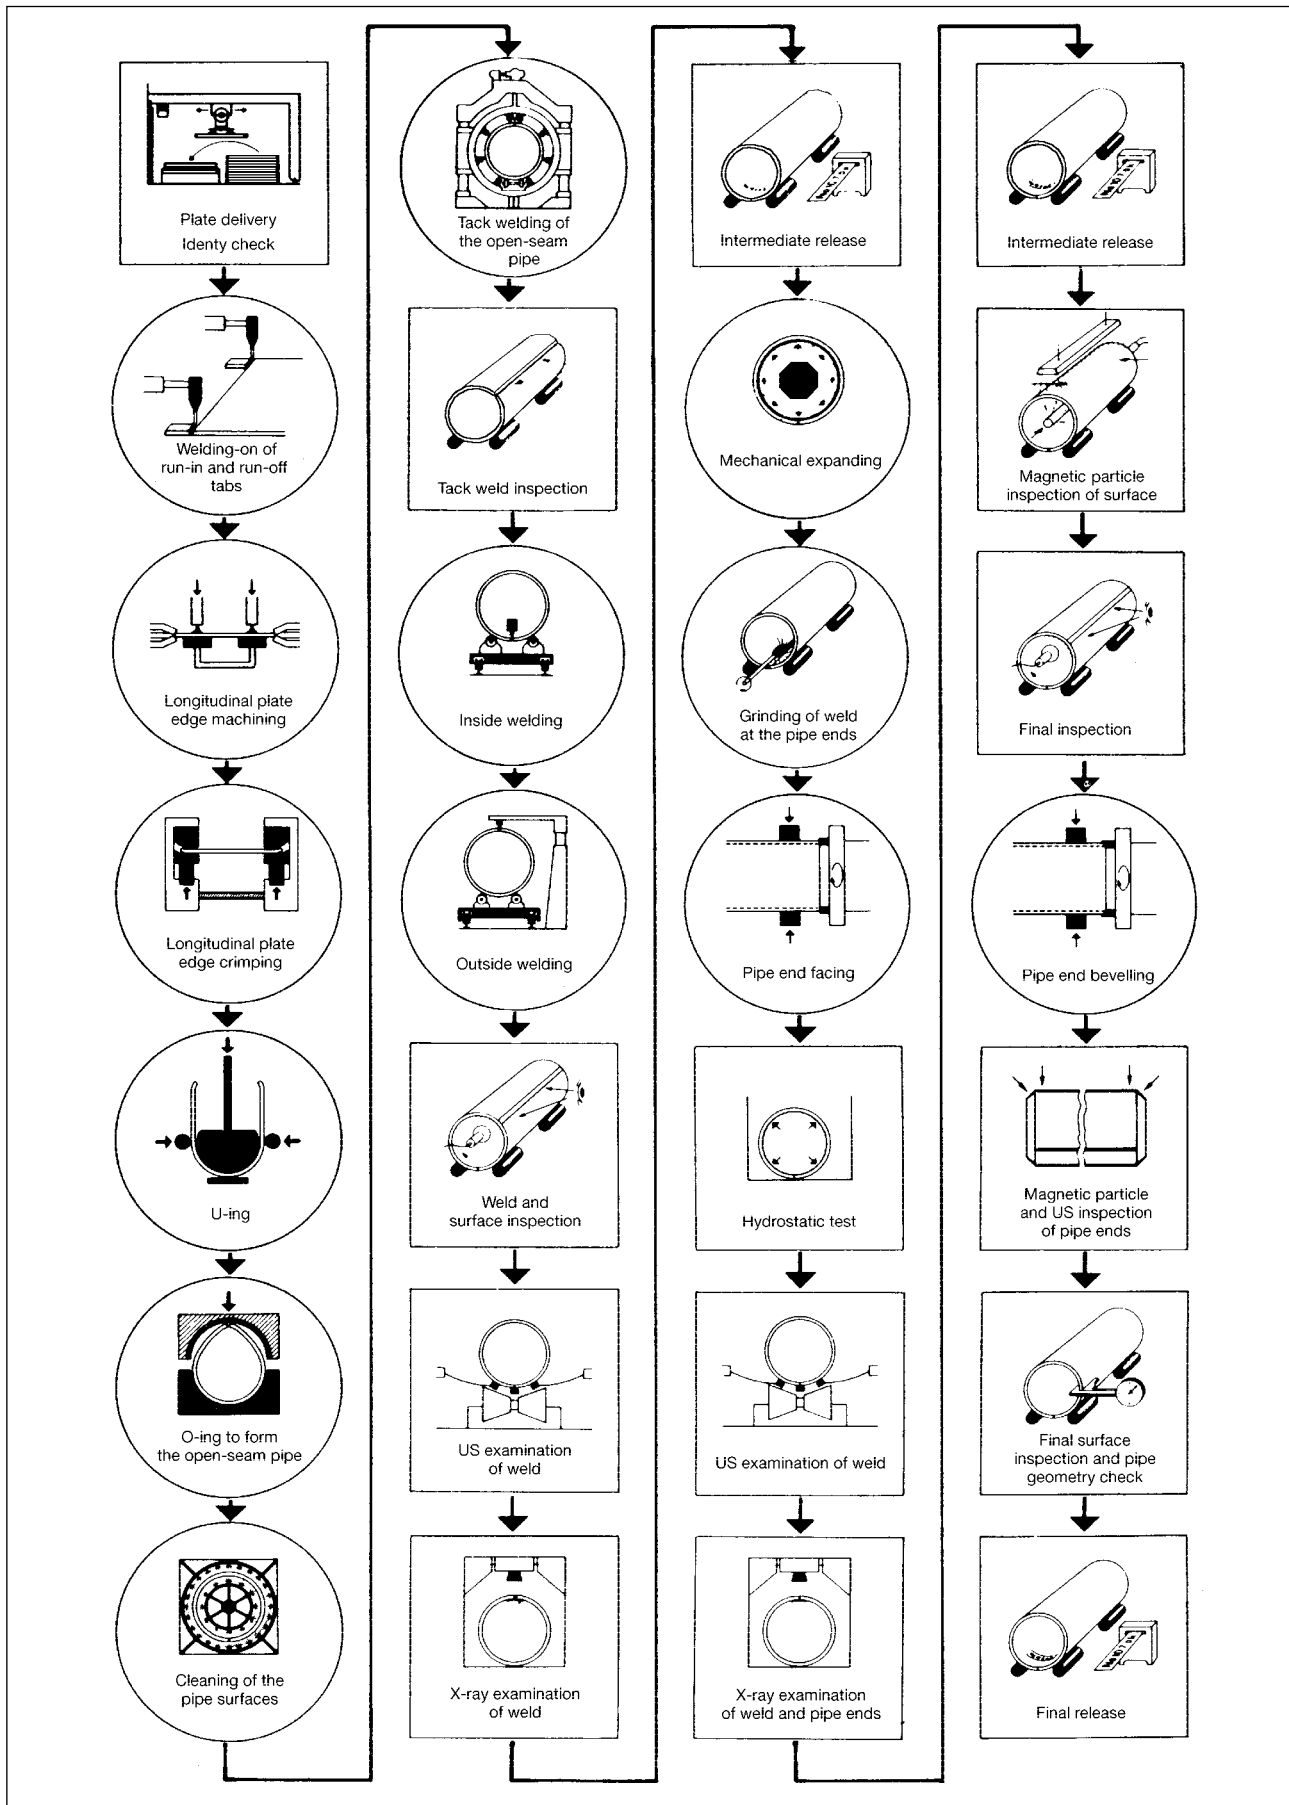 Plate delivery
Identy check
Welding-on of
run-in and run-off
tabs
Longitudinal plate
edge machining
Longitudinal plate
edge crimping
U-ing
O-ing to form
the open-seam pipe
Cleaning of the
pipe surfaces
Tack welding of
the open-seam
pipe
Tack weld inspection
Inside welding
Outside welding
Weld and
surface inspection
US examination
of weld
X-ray examination
of weld
Intermediate release
Mechanical expanding
Grinding of weld
at the pipe ends
Pipe end facing
Hydrostatic test
US examination of weld
X-ray examination
of weld and pipe ends
Intermediate release
Magnetic particle
inspection of surface
Final inspection
Pipe end bevelling
Magnetic particle
and US inspection
of pipe ends
Final surface
inspection and pipe
geometry check
Final release